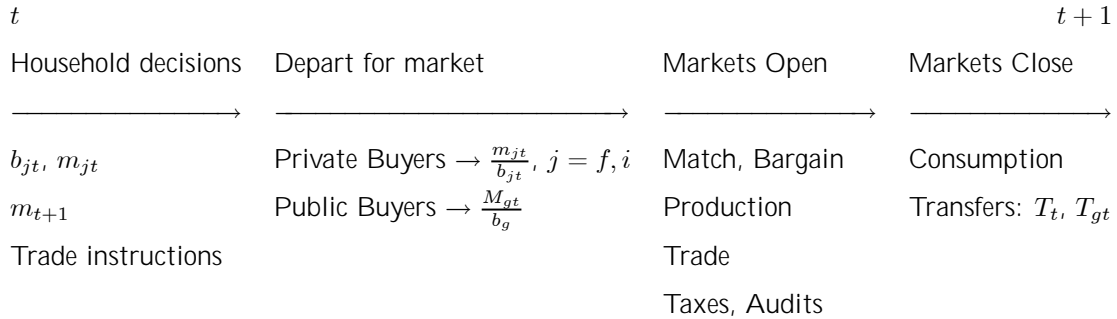 t t + 1
Household decisions Depart for market Markets Open Markets Close
b_{jt}, m_{jt} Private Buyers → \frac{m_{jt}}{b_{jt}}, j = f, i Match, Bargain Consumption
m_{t+1} Public Buyers → \frac{M_{gt}}{b_g} Production Transfers: T_t, T_{gt}
Trade instructions Trade
Taxes, Audits